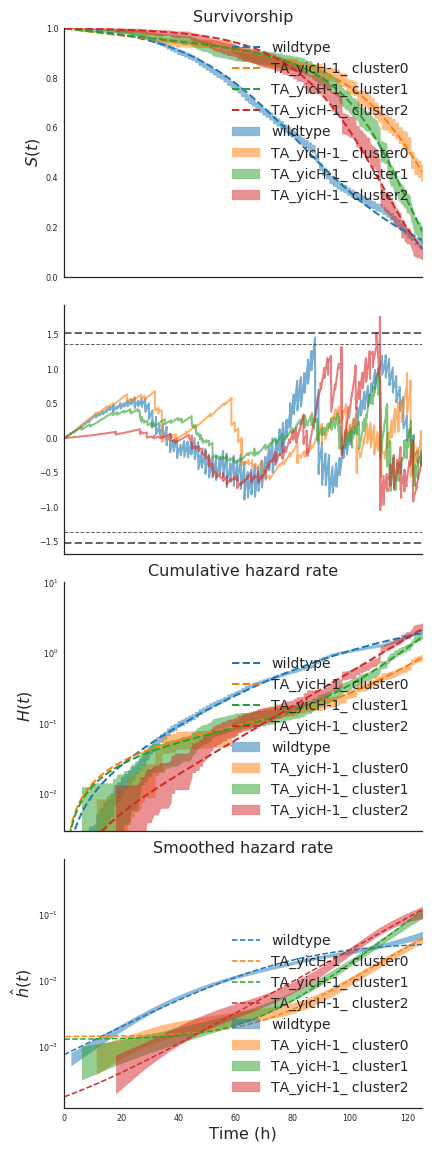 Survivorship
1.0
0.8
0.6
0.4
0.2
0.0
S(t)
wildtype
TA_yicH-1_ cluster0
TA_yicH-1_ cluster1
TA_yicH-1_ cluster2
wildtype
TA_yicH-1_ cluster0
TA_yicH-1_ cluster1
TA_yicH-1_ cluster2
1.5
1.0
0.5
0.0
−0.5
−1.0
−1.5
Cumulative hazard rate
10¹
10⁰
10⁻¹
10⁻²
H(t)
wildtype
TA_yicH-1_ cluster0
TA_yicH-1_ cluster1
TA_yicH-1_ cluster2
wildtype
TA_yicH-1_ cluster0
TA_yicH-1_ cluster1
TA_yicH-1_ cluster2
Smoothed hazard rate
10⁻¹
10⁻²
10⁻³
ĥ(t)
wildtype
TA_yicH-1_ cluster0
TA_yicH-1_ cluster1
TA_yicH-1_ cluster2
wildtype
TA_yicH-1_ cluster0
TA_yicH-1_ cluster1
TA_yicH-1_ cluster2
0 20 40 60 80 100 120
Time (h)